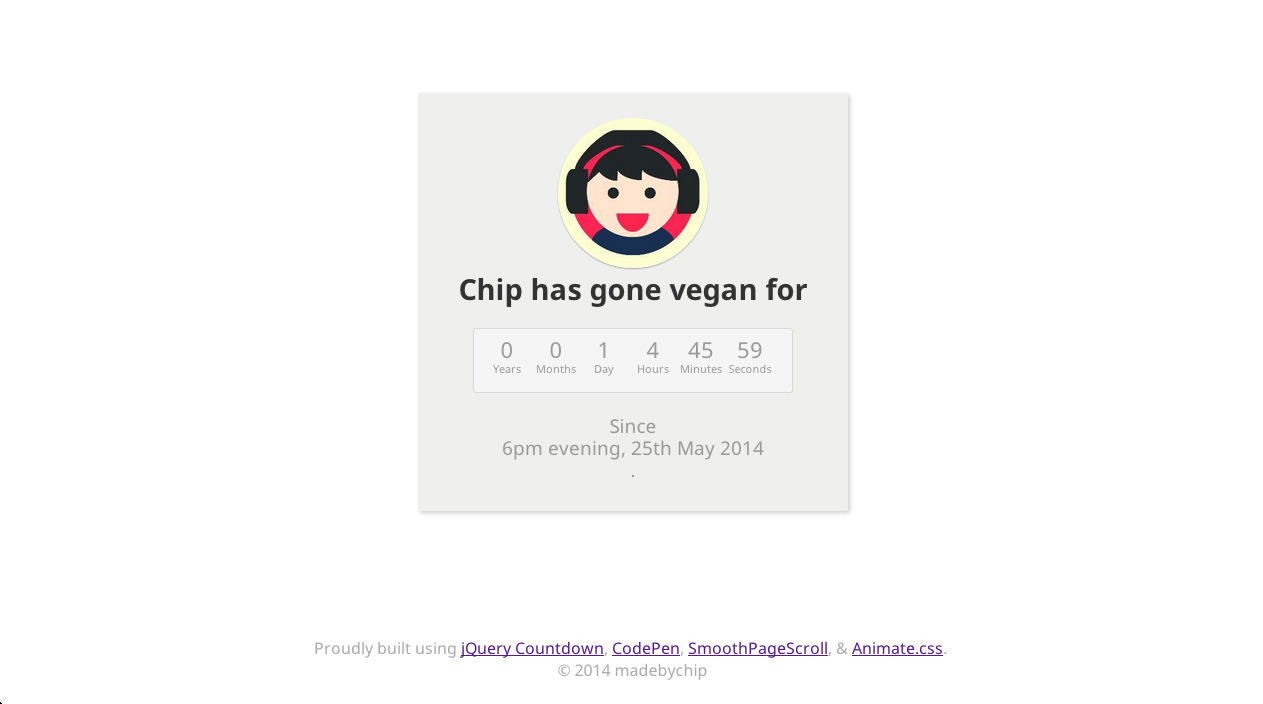 Chip has gone vegan for
0 0 1 4 45 59
Years Months Day Hours Minutes Seconds
Since
6pm evening, 25th May 2014
.
Proudly built using jQuery Countdown, CodePen, SmoothPageScroll, & Animate.css.
© 2014 madebychip